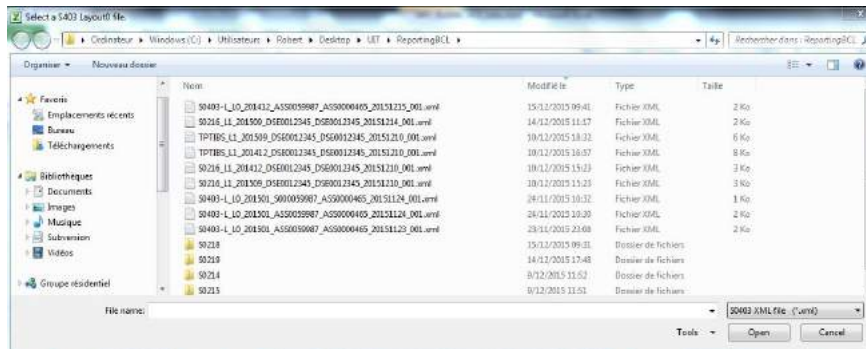 Select a S403 Layout0 file.
Ordinateur ▸ Windows (C:) ▸ Utilisateurs ▸ Robert ▸ Desktop ▸ UIT ▸ ReportingBCL ▸
Rechercher dans : ReportingBCL
Organiser ▾ Nouveau dossier
Nom Modifié le Type Taille
Favoris
Emplacements récents
Bureau
Téléchargements
Bibliothèques
Documents
Images
Musique
Subversion
Vidéos
Groupe résidentiel
S0403-L_L0_201412_ASS0059987_ASS0000465_20151215_001.xml 15/12/2015 09:41 Fichier XML 2 Ko
S0216_L1_201509_DSE0012345_DSE0012345_20151214_001.xml 14/12/2015 11:17 Fichier XML 2 Ko
TPTIBS_L1_201509_DSE0012345_DSE0012345_20151210_001.xml 10/12/2015 18:32 Fichier XML 6 Ko
TPTIBS_L1_201412_DSE0012345_DSE0012345_20151210_001.xml 10/12/2015 16:57 Fichier XML 8 Ko
S0216_L1_201412_DSE0012345_DSE0012345_20151210_001.xml 10/12/2015 15:23 Fichier XML 3 Ko
S0216_L1_201509_DSE0012345_DSE0012345_20151210_001.xml 10/12/2015 15:23 Fichier XML 3 Ko
S0403-L_L0_201501_S0000059987_ASS0000465_20151124_001.xml 24/11/2015 10:32 Fichier XML 1 Ko
S0403-L_L0_201501_ASS0059987_ASS0000465_20151124_001.xml 24/11/2015 10:30 Fichier XML 2 Ko
S0403-L_L0_201501_ASS0059987_ASS0000465_20151123_001.xml 23/11/2015 23:08 Fichier XML 2 Ko
S0218 15/12/2015 09:31 Dossier de fichiers
S0219 14/12/2015 17:48 Dossier de fichiers
S0214 9/12/2015 11:52 Dossier de fichiers
S0215 9/12/2015 11:51 Dossier de fichiers
File name:
S0403 XML file (*.xml)
Tools ▾ Open Cancel